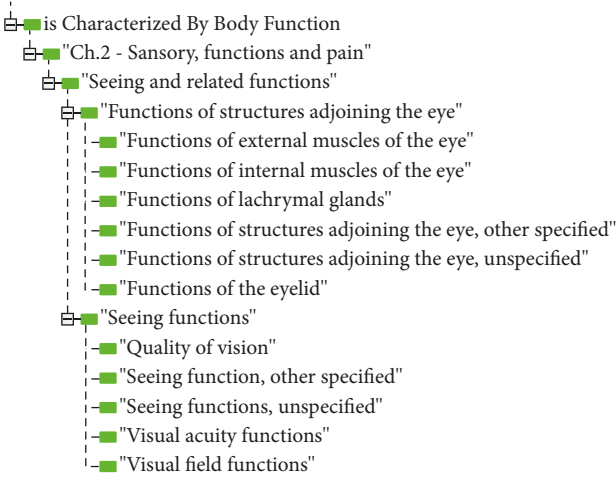 is Characterized By Body Function
"Ch.2 - Sansory, functions and pain"
"Seeing and related functions"
"Functions of structures adjoining the eye"
"Functions of external muscles of the eye"
"Functions of internal muscles of the eye"
"Functions of lachrymal glands"
"Functions of structures adjoining the eye, other specified"
"Functions of structures adjoining the eye, unspecified"
"Functions of the eyelid"
"Seeing functions"
"Quality of vision"
"Seeing function, other specified"
"Seeing functions, unspecified"
"Visual acuity functions"
"Visual field functions"